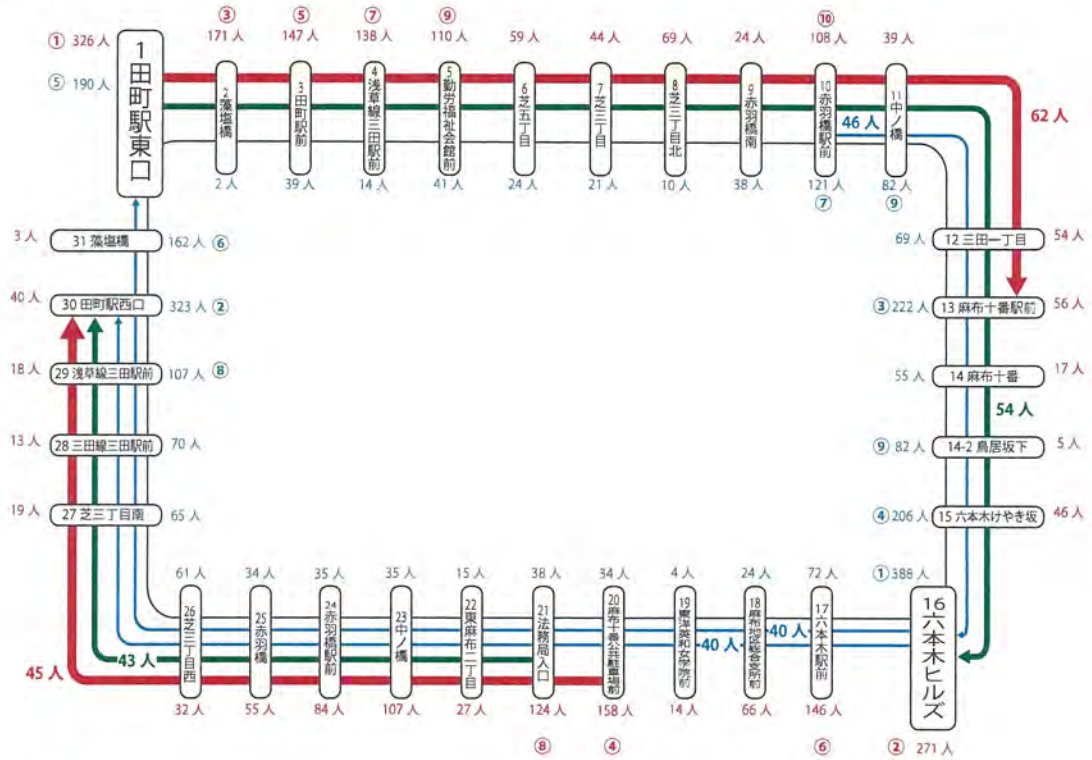 ③ ⑤ ⑦ ⑨ ⑩
① 326人 171人 147人 138人 110人 59人 44人 69人 24人 108人 39人
⑤ 190人
1 田町駅東口
2 藻塩橋
3 田町駅前
4 浅草線三田駅前
5 勤労福祉会館前
6 芝五丁目
7 芝三丁目
8 芝三丁目北
9 赤羽橋南
10 赤羽橋駅前
11 中ノ橋
46人
62人
2人 39人 14人 41人 24人 21人 10人 38人 121人 82人
⑦ ⑨
3人 31 藻塩橋 162人 ⑥
69人 12 三田一丁目 54人
40人 30 田町駅西口 323人 ②
③ 222人 13 麻布十番駅前 56人
18人 29 浅草線三田駅前 107人 ⑧
55人 14 麻布十番 17人
54人
13人 28 三田線三田駅前 70人
⑨ 82人 14-2 鳥居坂下 5人
19人 27 芝三丁目南 65人
④ 206人 15 六本木けやき坂 46人
61人 34人 35人 35人 15人 38人 34人 4人 24人 72人 ① 388人
26 芝三丁目西
25 赤羽橋
24 赤羽橋駅前
23 中ノ橋
22 東麻布二丁目
21 法務局入口
20 麻布十番公共駐車場前
19 東洋英和女学院前
18 麻布地区総合支所前
17 六本木駅前
16 六本木ヒルズ
45人
43人
40人
40人
32人 55人 84人 107人 27人 124人 158人 14人 66人 146人 271人
⑧ ④ ⑥ ②